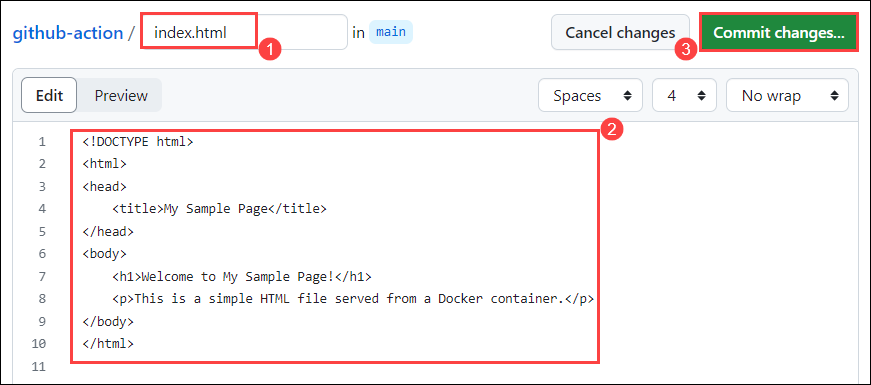 github-action / index.html in main Cancel changes Commit changes...
1 3
Edit Preview Spaces 4 No wrap
2
1 <!DOCTYPE html>
2 <html>
3 <head>
4     <title>My Sample Page</title>
5 </head>
6 <body>
7     <h1>Welcome to My Sample Page!</h1>
8     <p>This is a simple HTML file served from a Docker container.</p>
9 </body>
10 </html>
11